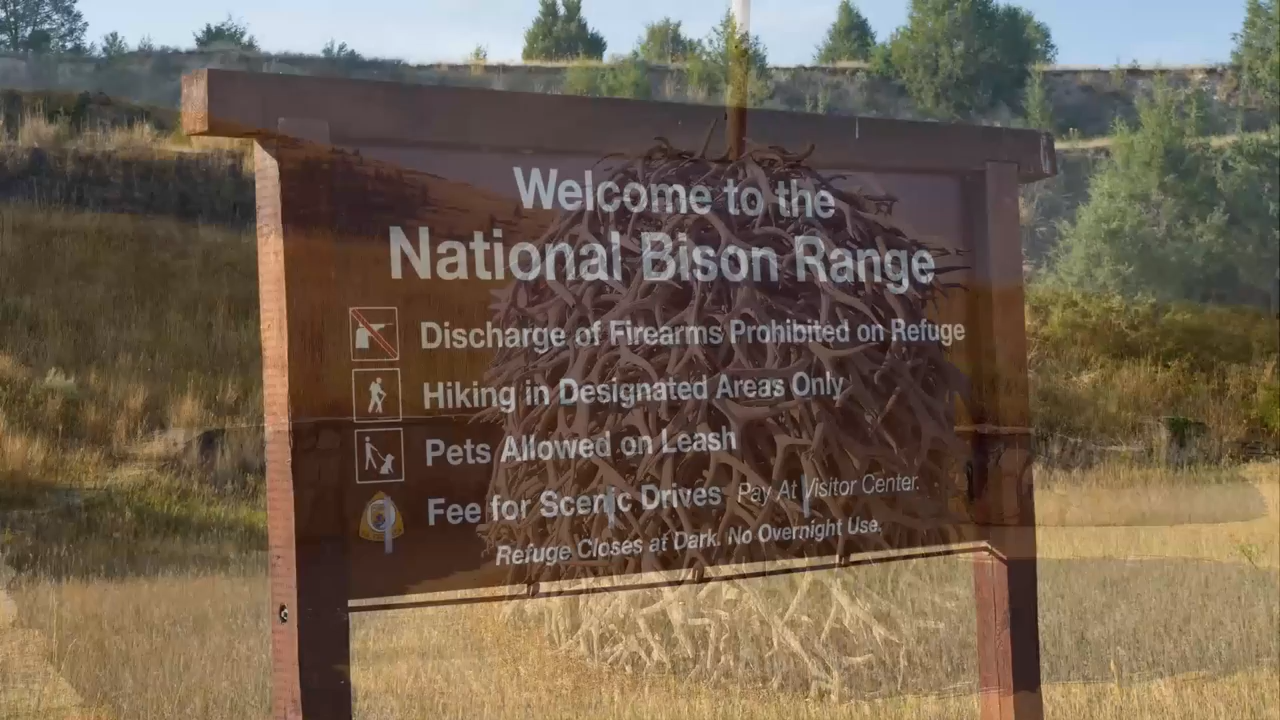 Welcome to the
National Bison Range
Discharge of Firearms Prohibited on Refuge
Hiking in Designated Areas Only
Pets Allowed on Leash
Fee for Scenic Drives Pay At Visitor Center.
Refuge Closes at Dark. No Overnight Use.